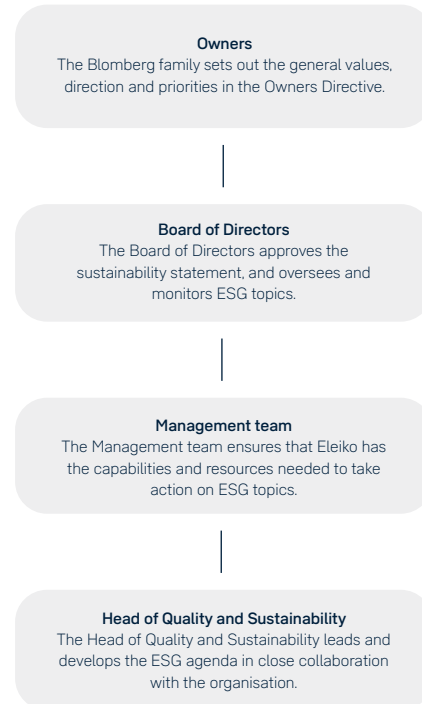 Owners
The Blomberg family sets out the general values,
direction and priorities in the Owners Directive.
Board of Directors
The Board of Directors approves the
sustainability statement, and oversees and
monitors ESG topics.
Management team
The Management team ensures that Eleiko has
the capabilities and resources needed to take
action on ESG topics.
Head of Quality and Sustainability
The Head of Quality and Sustainability leads and
develops the ESG agenda in close collaboration
with the organisation.